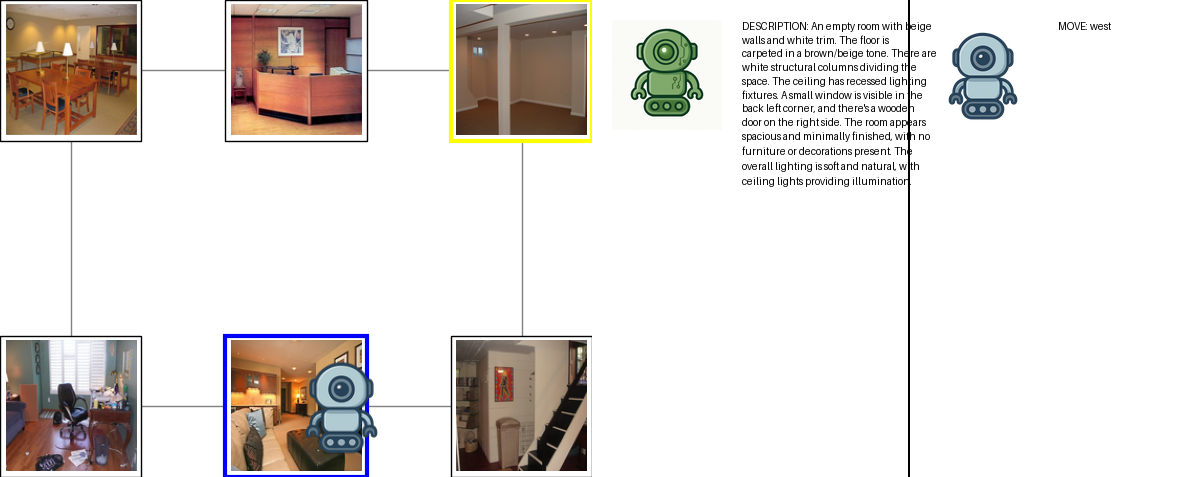 DESCRIPTION: An empty room with beige
walls and white trim. The floor is
carpeted in a brown/beige tone. There are
white structural columns dividing the
space. The ceiling has recessed lighting
fixtures. A small window is visible in the
back left corner, and there's a wooden
door on the right side. The room appears
spacious and minimally finished, with no
furniture or decorations present. The
overall lighting is soft and natural, with
ceiling lights providing illumination.
MOVE: west